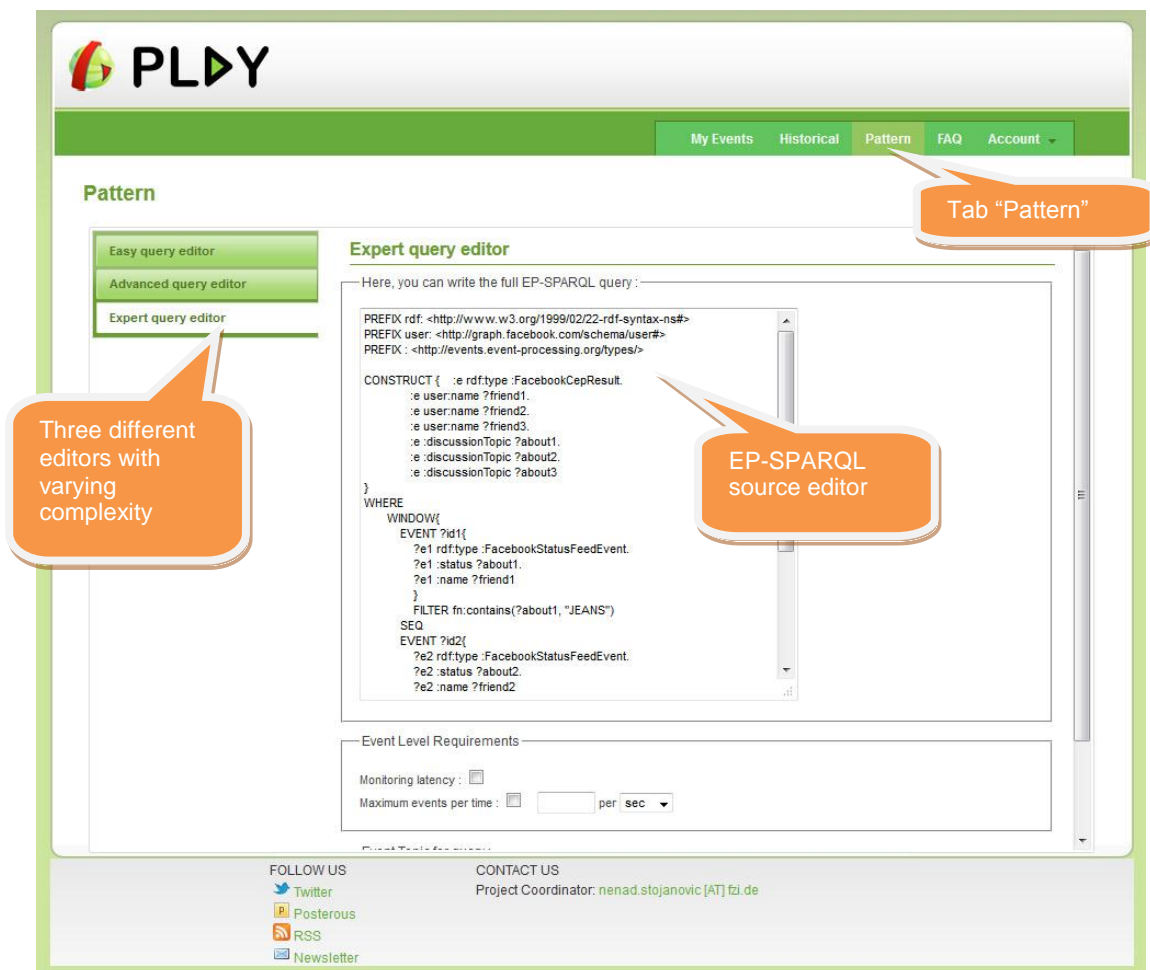 PLAY
My Events Historical Pattern FAQ Account
Pattern
Tab “Pattern”
Easy query editor
Advanced query editor
Expert query editor
Expert query editor
Here, you can write the full EP-SPARQL query :
PREFIX rdf: <http://www.w3.org/1999/02/22-rdf-syntax-ns#>
PREFIX user: <http://graph.facebook.com/schema/user#>
PREFIX : <http://events.event-processing.org/types/>
CONSTRUCT { :e rdf:type :FacebookCepResult.
:e user:name ?friend1.
:e user:name ?friend2.
:e user:name ?friend3.
:e :discussionTopic ?about1.
:e :discussionTopic ?about2.
:e :discussionTopic ?about3
}
WHERE
WINDOW{
EVENT ?id1{
?e1 rdf:type :FacebookStatusFeedEvent.
?e1 :status ?about1.
?e1 :name ?friend1
}
FILTER fn:contains(?about1, "JEANS")
SEQ
EVENT ?id2{
?e2 rdf:type :FacebookStatusFeedEvent.
?e2 :status ?about2.
?e2 :name ?friend2
Three different
editors with
varying
complexity
EP-SPARQL
source editor
Event Level Requirements
Monitoring latency :
Maximum events per time : per sec
Event Topic for query
FOLLOW US
Twitter
Posterous
RSS
Newsletter
CONTACT US
Project Coordinator: nenad.stojanovic [AT] fzi.de